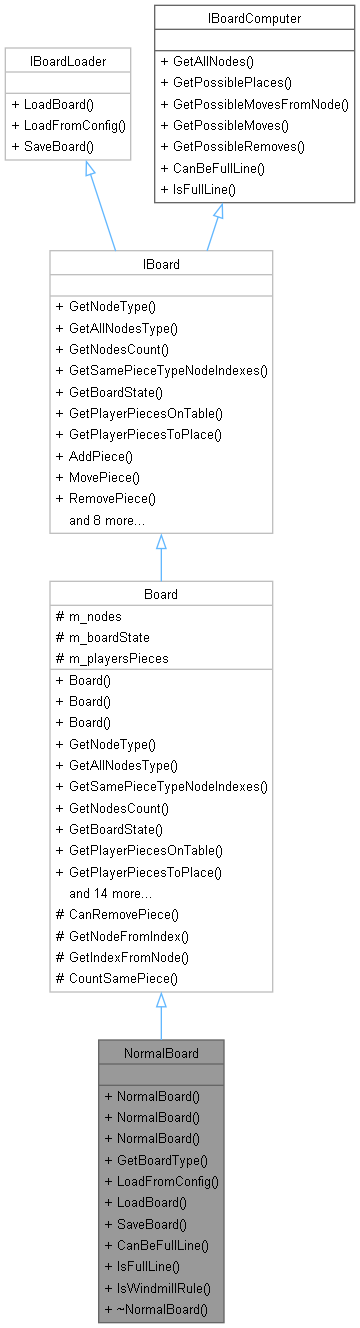 IBoardLoader
+ LoadBoard()
+ LoadFromConfig()
+ SaveBoard()
IBoardComputer
+ GetAllNodes()
+ GetPossiblePlaces()
+ GetPossibleMovesFromNode()
+ GetPossibleMoves()
+ GetPossibleRemoves()
+ CanBeFullLine()
+ IsFullLine()
IBoard
+ GetNodeType()
+ GetAllNodesType()
+ GetNodesCount()
+ GetSamePieceTypeNodeIndexes()
+ GetBoardState()
+ GetPlayerPiecesOnTable()
+ GetPlayerPiecesToPlace()
+ AddPiece()
+ MovePiece()
+ RemovePiece()
and 8 more...
Board
# m_nodes
# m_boardState
# m_playersPieces
+ Board()
+ Board()
+ Board()
+ GetNodeType()
+ GetAllNodesType()
+ GetSamePieceTypeNodeIndexes()
+ GetNodesCount()
+ GetBoardState()
+ GetPlayerPiecesOnTable()
+ GetPlayerPiecesToPlace()
and 14 more...
# CanRemovePiece()
# GetNodeFromIndex()
# GetIndexFromNode()
# CountSamePiece()
NormalBoard
+ NormalBoard()
+ NormalBoard()
+ NormalBoard()
+ GetBoardType()
+ LoadFromConfig()
+ LoadBoard()
+ SaveBoard()
+ CanBeFullLine()
+ IsFullLine()
+ IsWindmillRule()
+ ~NormalBoard()